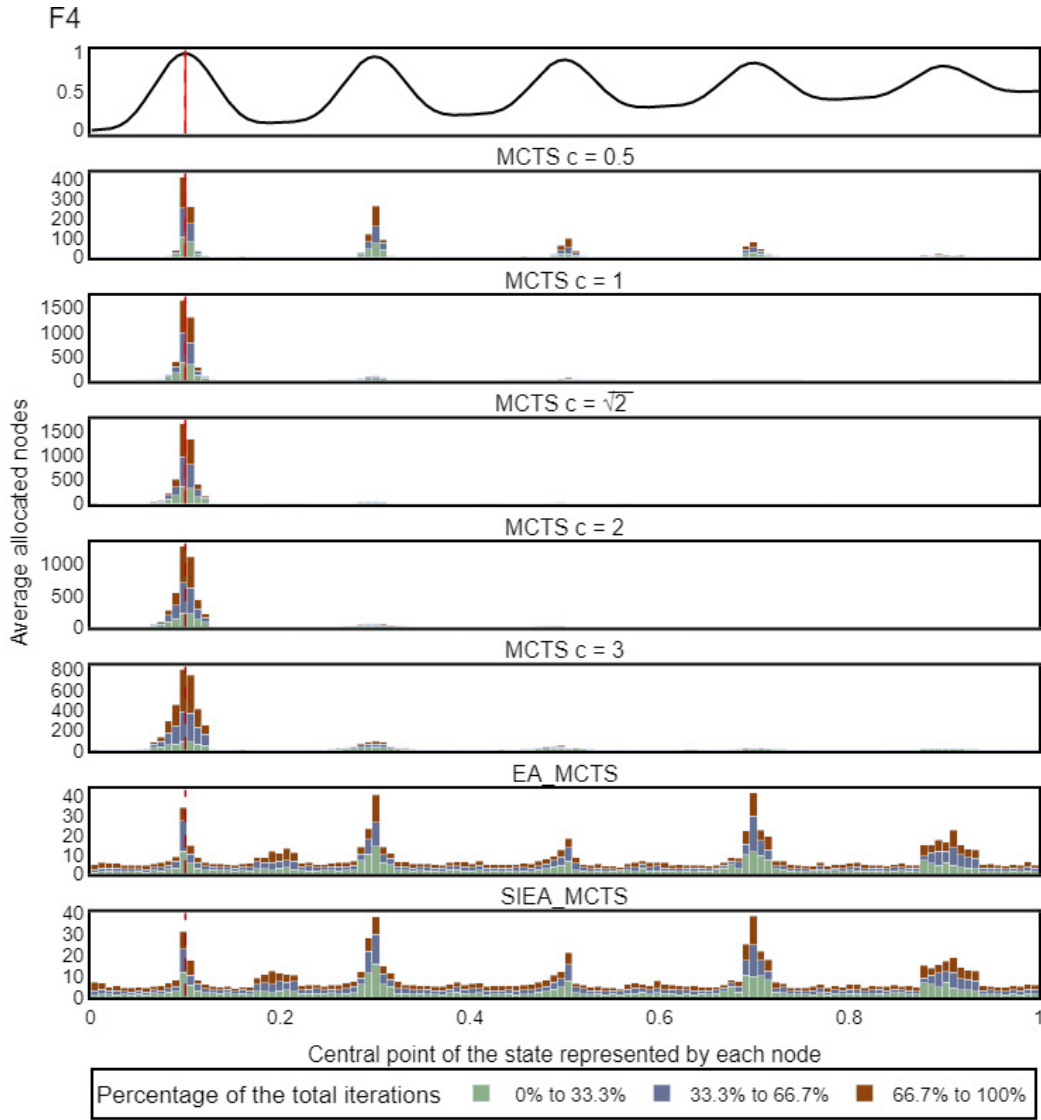 F4
1
0.5
0
MCTS c = 0.5
400
300
200
100
0
MCTS c = 1
1500
1000
500
0
MCTS c = √2
1500
1000
500
0
MCTS c = 2
1000
500
0
MCTS c = 3
800
600
400
200
0
EA_MCTS
40
30
20
10
0
SIEA_MCTS
40
30
20
10
0
Average allocated nodes
0 0.2 0.4 0.6 0.8 1
Central point of the state represented by each node
Percentage of the total iterations 0% to 33.3% 33.3% to 66.7% 66.7% to 100%